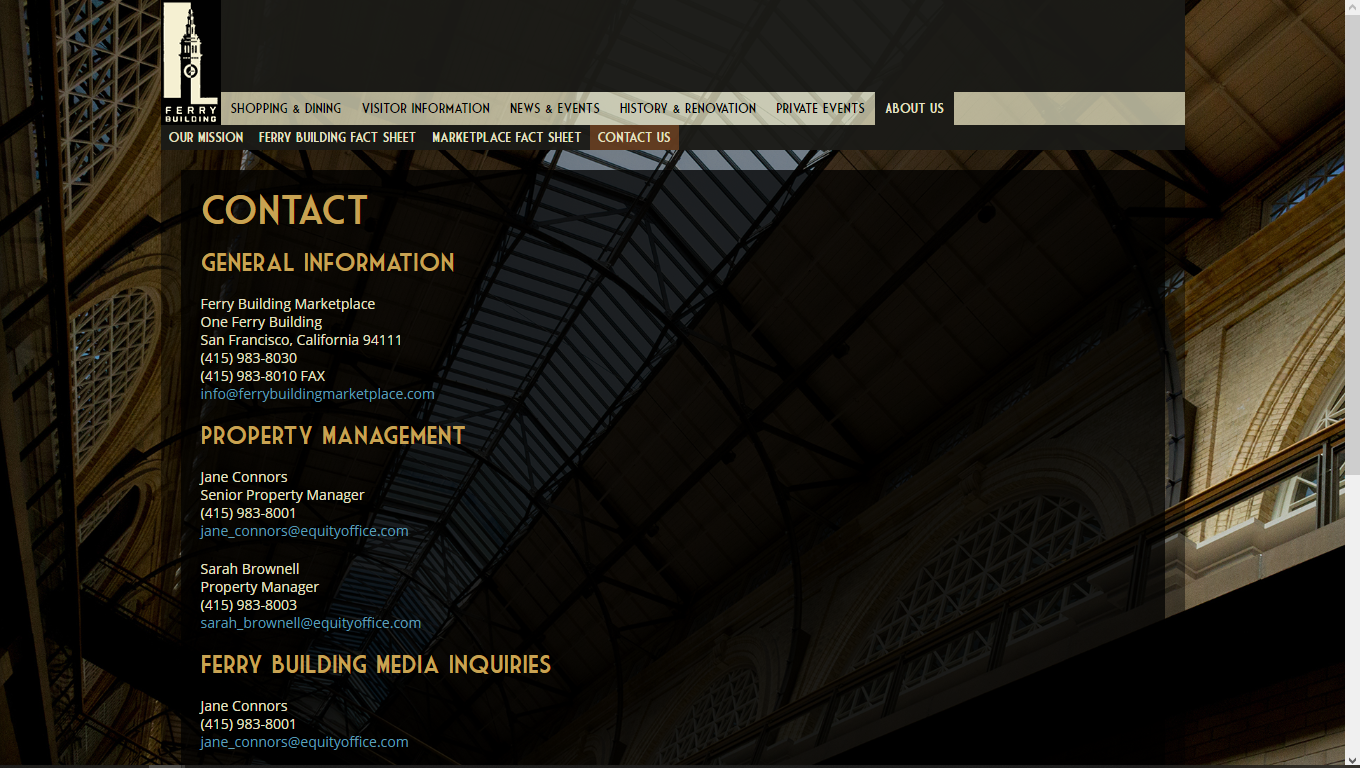 FERRY
BUILDING
SHOPPING & DINING VISITOR INFORMATION NEWS & EVENTS HISTORY & RENOVATION PRIVATE EVENTS ABOUT US
OUR MISSION FERRY BUILDING FACT SHEET MARKETPLACE FACT SHEET CONTACT US
CONTACT
GENERAL INFORMATION
Ferry Building Marketplace
One Ferry Building
San Francisco, California 94111
(415) 983-8030
(415) 983-8010 FAX
info@ferrybuildingmarketplace.com
PROPERTY MANAGEMENT
Jane Connors
Senior Property Manager
(415) 983-8001
jane_connors@equityoffice.com
Sarah Brownell
Property Manager
(415) 983-8003
sarah_brownell@equityoffice.com
FERRY BUILDING MEDIA INQUIRIES
Jane Connors
(415) 983-8001
jane_connors@equityoffice.com